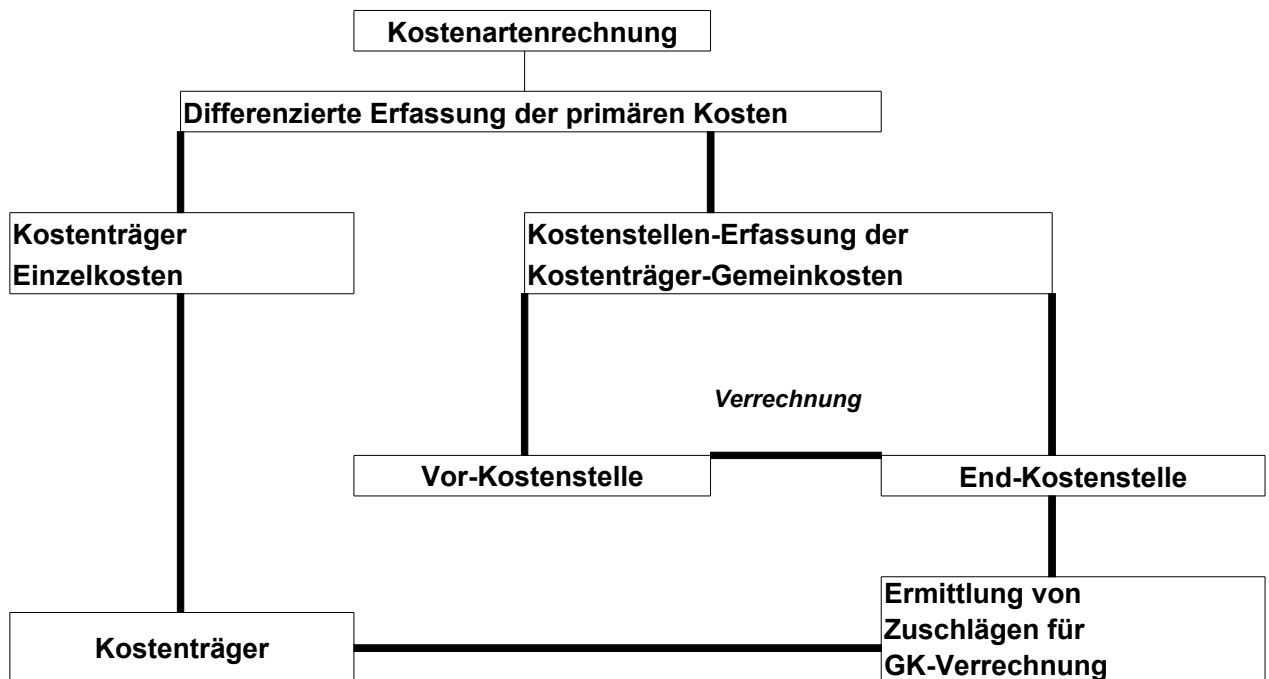 Kostenartenrechnung
Differenzierte Erfassung der primären Kosten
Kostenträger
Einzelkosten
Kostenstellen-Erfassung der
Kostenträger-Gemeinkosten
Verrechnung
Vor-Kostenstelle
End-Kostenstelle
Kostenträger
Ermittlung von
Zuschlägen für
GK-Verrechnung